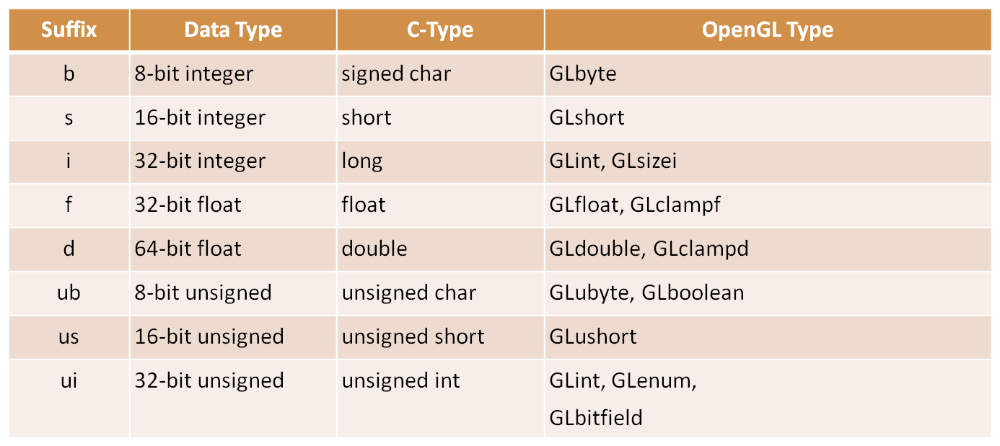 Suffix Data Type C-Type OpenGL Type
b 8-bit integer signed char GLbyte
s 16-bit integer short GLshort
i 32-bit integer long GLint, GLsizei
f 32-bit float float GLfloat, GLclampf
d 64-bit float double GLdouble, GLclampd
ub 8-bit unsigned unsigned char GLubyte, GLboolean
us 16-bit unsigned unsigned short GLushort
ui 32-bit unsigned unsigned int GLint, GLenum,
GLbitfield